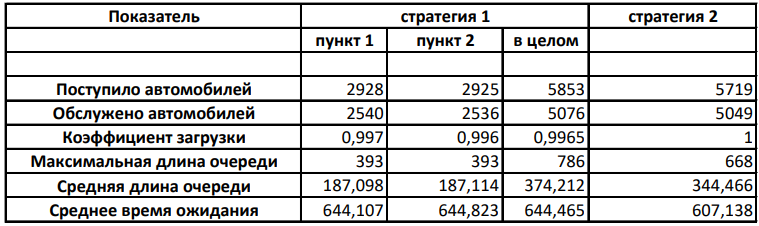 Показатель стратегия 1 стратегия 2
пункт 1 пункт 2 в целом
Поступило автомобилей 2928 2925 5853 5719
Обслужено автомобилей 2540 2536 5076 5049
Коэффициент загрузки 0,997 0,996 0,9965 1
Максимальная длина очереди 393 393 786 668
Средняя длина очереди 187,098 187,114 374,212 344,466
Среднее время ожидания 644,107 644,823 644,465 607,138